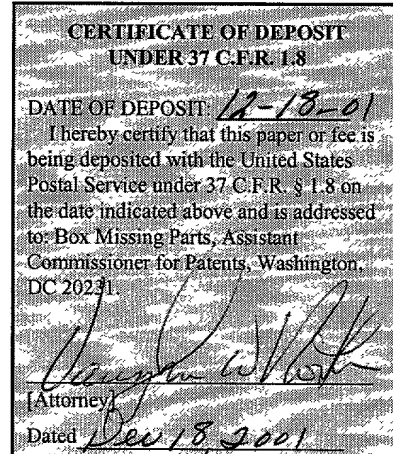 CERTIFICATE OF DEPOSIT
UNDER 37 C.F.R. 1.8
DATE OF DEPOSIT: 12-18-01
I hereby certify that this paper or fee is
being deposited with the United States
Postal Service under 37 C.F.R. § 1.8 on
the date indicated above and is addressed
to: Box Missing Parts, Assistant
Commissioner for Patents, Washington,
DC 20231.
[Attorney]
Dated Dec 18, 2001